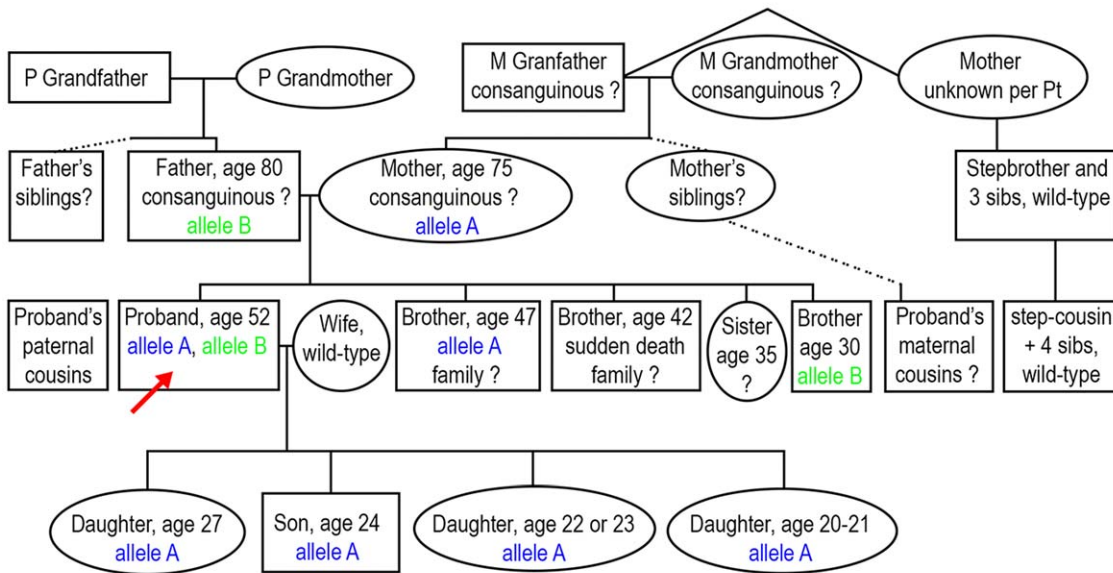 P Grandfather
P Grandmother
M Granfather
consanguinous ?
M Grandmother
consanguinous ?
Mother
unknown per Pt
Father's
siblings?
Father, age 80
consanguinous ?
allele B
Mother, age 75
consanguinous ?
allele A
Mother's
siblings?
Stepbrother and
3 sibs, wild-type
Proband's
paternal
cousins
Proband, age 52
allele A, allele B
Wife,
wild-type
Brother, age 47
allele A
family ?
Brother, age 42
sudden death
family ?
Sister
age 35
?
Brother
age 30
allele B
Proband's
maternal
cousins ?
step-cousin
+ 4 sibs,
wild-type
Daughter, age 27
allele A
Son, age 24
allele A
Daughter, age 22 or 23
allele A
Daughter, age 20-21
allele A